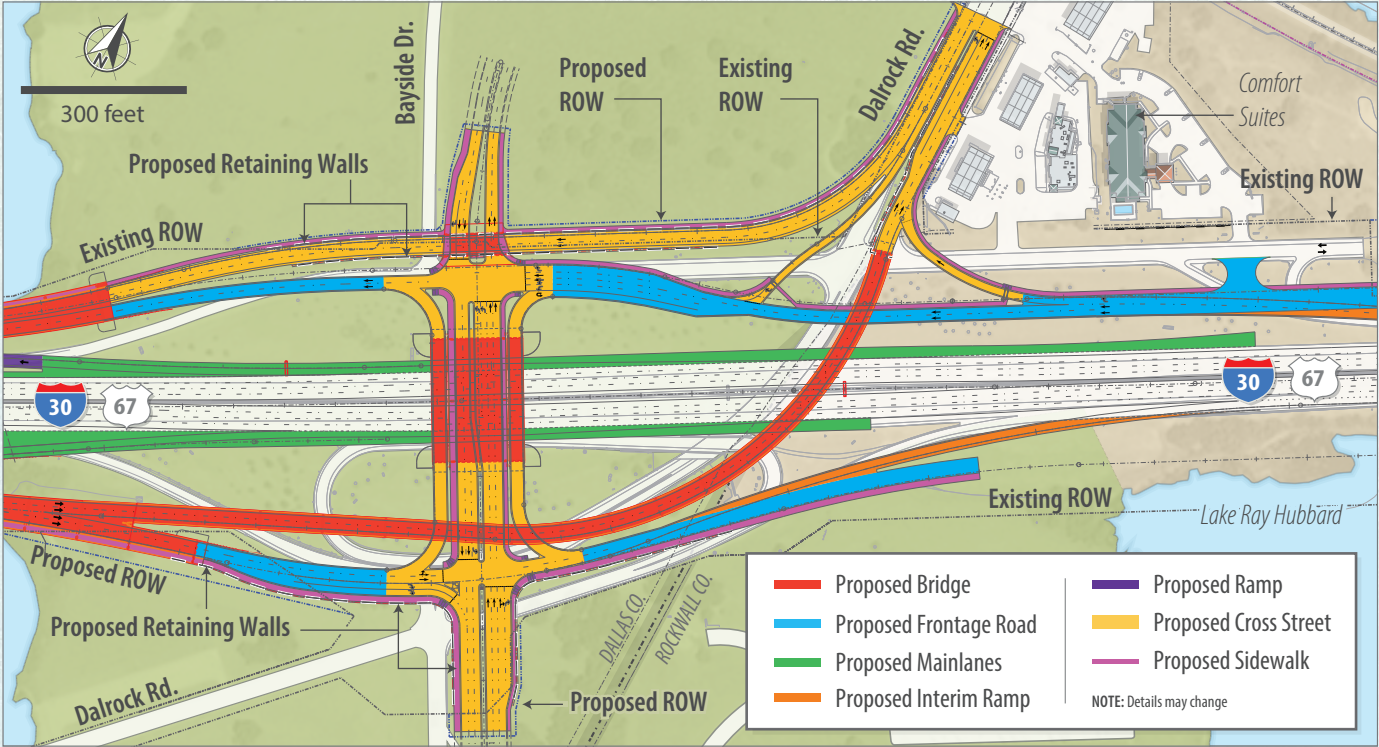 N
300 feet
Bayside Dr.
Proposed
ROW
Existing
ROW
Dalrock Rd.
Comfort
Suites
Proposed Retaining Walls
Existing ROW
Existing ROW
30
67
30
67
Existing ROW
Lake Ray Hubbard
Proposed ROW
Proposed Retaining Walls
DALLAS CO.
ROCKWALL CO.
Dalrock Rd.
Proposed ROW
Proposed Bridge
Proposed Frontage Road
Proposed Mainlanes
Proposed Interim Ramp
Proposed Ramp
Proposed Cross Street
Proposed Sidewalk
NOTE: Details may change